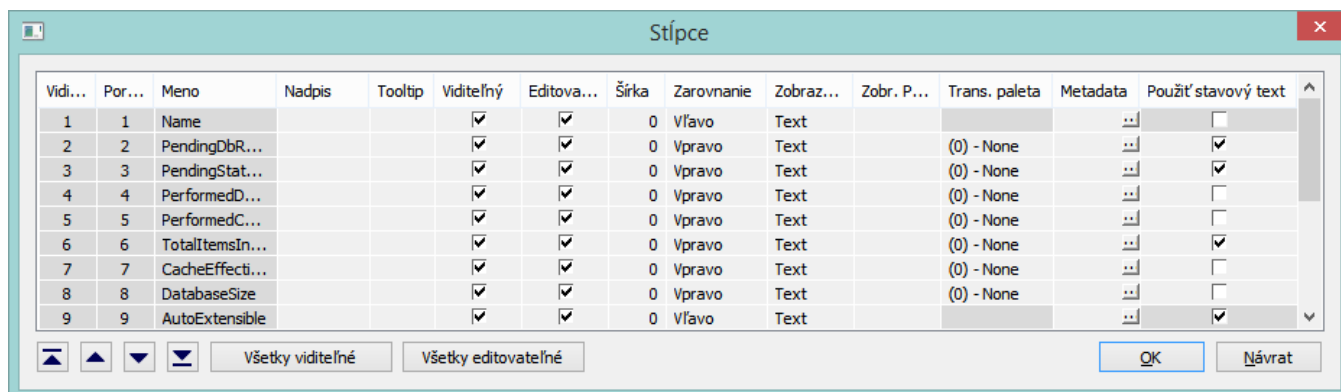 Stĺpce
Vidi... Por... Meno Nadpis Tooltip Viditeľný Editova... Šírka Zarovnanie Zobraz... Zobr. P... Trans. paleta Metadata Použiť stavový text
1 1 Name 0 Vľavo Text
2 2 PendingDbR... 0 Vpravo Text (0) - None
3 3 PendingStat... 0 Vpravo Text (0) - None
4 4 PerformedD... 0 Vpravo Text (0) - None
5 5 PerformedC... 0 Vpravo Text (0) - None
6 6 TotalItemsIn... 0 Vpravo Text (0) - None
7 7 CacheEffecti... 0 Vpravo Text (0) - None
8 8 DatabaseSize 0 Vpravo Text (0) - None
9 9 AutoExtensible 0 Vľavo Text
Všetky viditeľné Všetky editovateľné OK Návrat